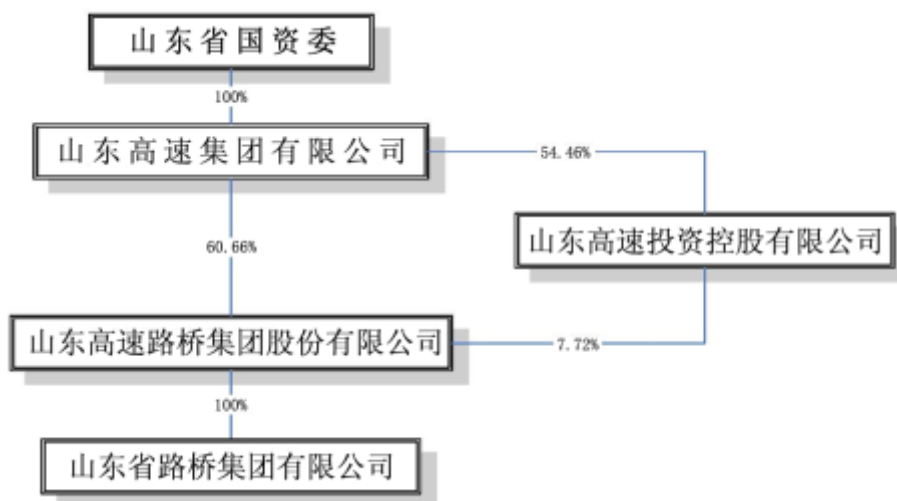 山东省国资委
100%
山东高速集团有限公司
54.46%
60.66%
山东高速投资控股有限公司
山东高速路桥集团股份有限公司
7.72%
100%
山东省路桥集团有限公司